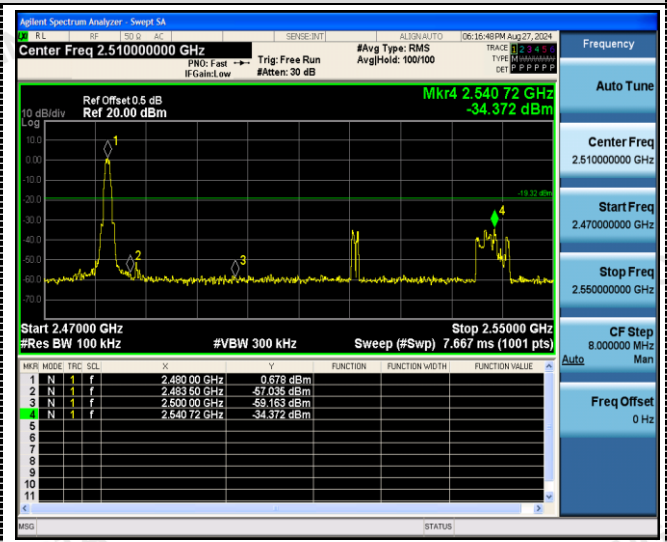 Agilent Spectrum Analyzer - Swept SA
RL RF 50 Ω AC SENSE:INT ALIGN AUTO 06:16:48 PM Aug 27, 2024
Center Freq 2.510000000 GHz
PNO: Fast
IFGain:Low
Trig: Free Run
#Atten: 30 dB
#Avg Type: RMS
Avg|Hold: 100/100
TRACE 1 2 3 4 5 6
TYPE M
DET P P P P P P
Mkr4 2.540 72 GHz
-34.372 dBm
Ref Offset 0.5 dB
10 dB/div Ref 20.00 dBm
Log
10.0
0.00
-10.0
-20.0
-30.0
-40.0
-50.0
-60.0
-70.0
1
2
3
4
-19.32 dBm
Start 2.47000 GHz Stop 2.55000 GHz
#Res BW 100 kHz #VBW 300 kHz Sweep (#Swp) 7.667 ms (1001 pts)
MKR MODE TRC SCL X Y FUNCTION FUNCTION WIDTH FUNCTION VALUE
1 N 1 f 2.480 00 GHz 0.678 dBm
2 N 1 f 2.483 50 GHz -57.035 dBm
3 N 1 f 2.500 00 GHz -59.163 dBm
4 N 1 f 2.540 72 GHz -34.372 dBm
5
6
7
8
9
10
11
MSG STATUS
Frequency
Auto Tune
Center Freq
2.510000000 GHz
Start Freq
2.470000000 GHz
Stop Freq
2.550000000 GHz
CF Step
8.000000 MHz
Auto Man
Freq Offset
0 Hz